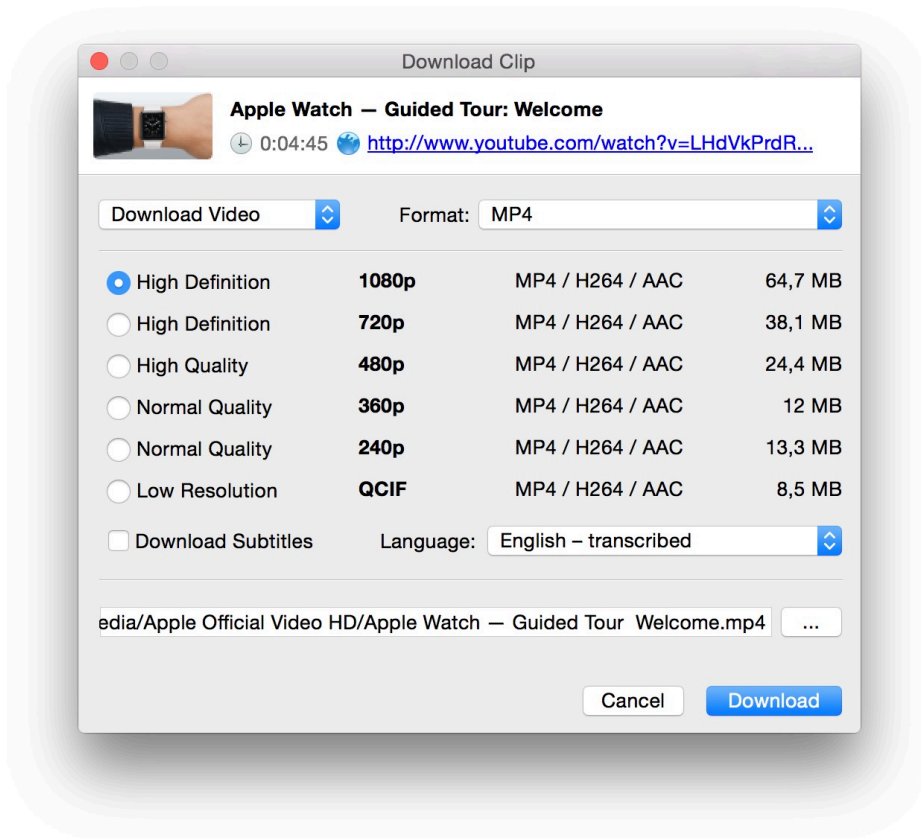 Download Clip
Apple Watch — Guided Tour: Welcome
0:04:45 http://www.youtube.com/watch?v=LHdVkPrdR...
Download Video Format: MP4
High Definition 1080p MP4 / H264 / AAC 64,7 MB
High Definition 720p MP4 / H264 / AAC 38,1 MB
High Quality 480p MP4 / H264 / AAC 24,4 MB
Normal Quality 360p MP4 / H264 / AAC 12 MB
Normal Quality 240p MP4 / H264 / AAC 13,3 MB
Low Resolution QCIF MP4 / H264 / AAC 8,5 MB
Download Subtitles Language: English – transcribed
edia/Apple Official Video HD/Apple Watch — Guided Tour  Welcome.mp4 ...
Cancel Download